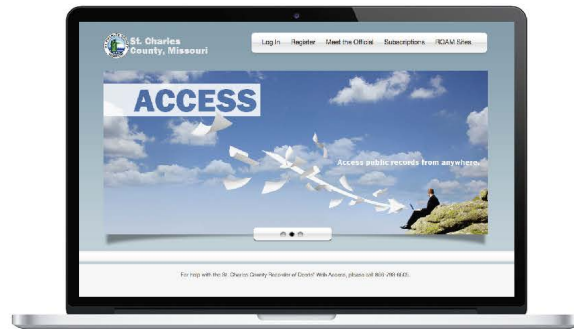 St. Charles
County, Missouri
Log In Register Meet the Official Subscriptions ROAM Sites
ACCESS
Access public records from anywhere.
For help with the St. Charles County Recorder of Deeds' Web Access, please call